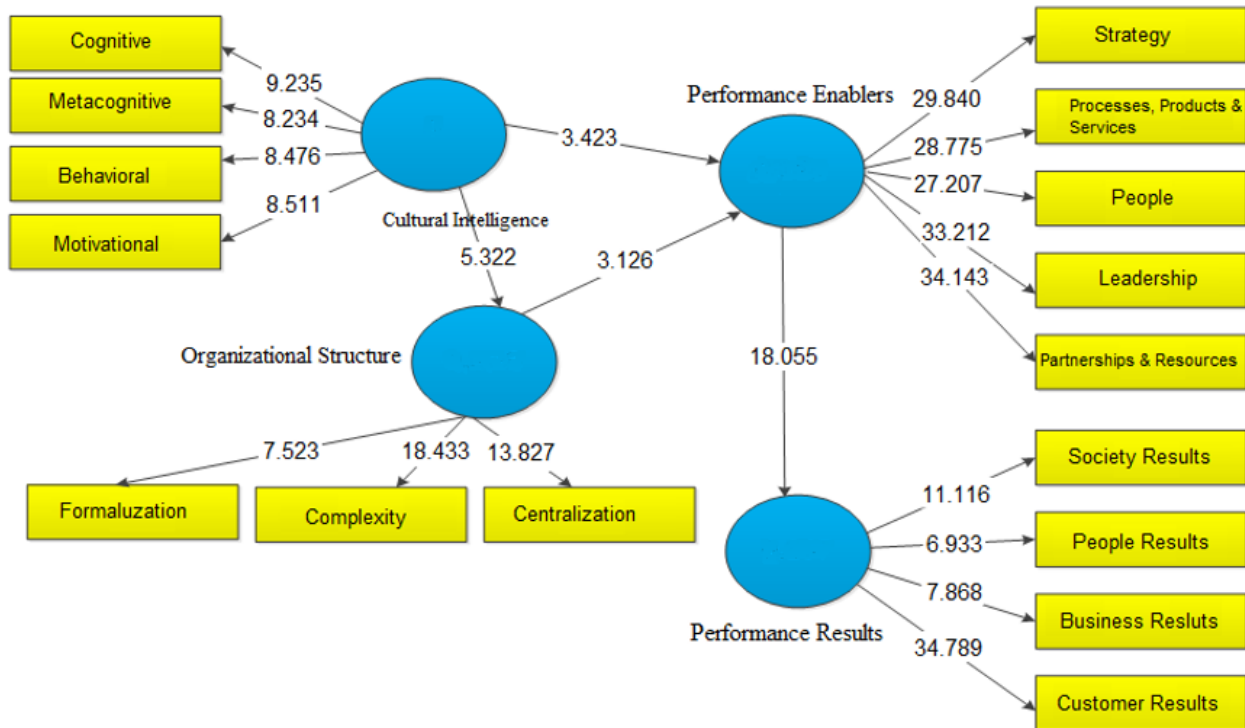 Cognitive
9.235
Metacognitive
8.234
Behavioral
8.476
Motivational
8.511
Cultural Intelligence
3.423
5.322
3.126
Organizational Structure
7.523
18.433
13.827
Formaluzation
Complexity
Centralization
Performance Enablers
29.840
Strategy
28.775
Processes, Products &
Services
27.207
People
33.212
Leadership
34.143
Partnerships & Resources
18.055
Performance Results
11.116
Society Results
6.933
People Results
7.868
Business Resluts
34.789
Customer Results